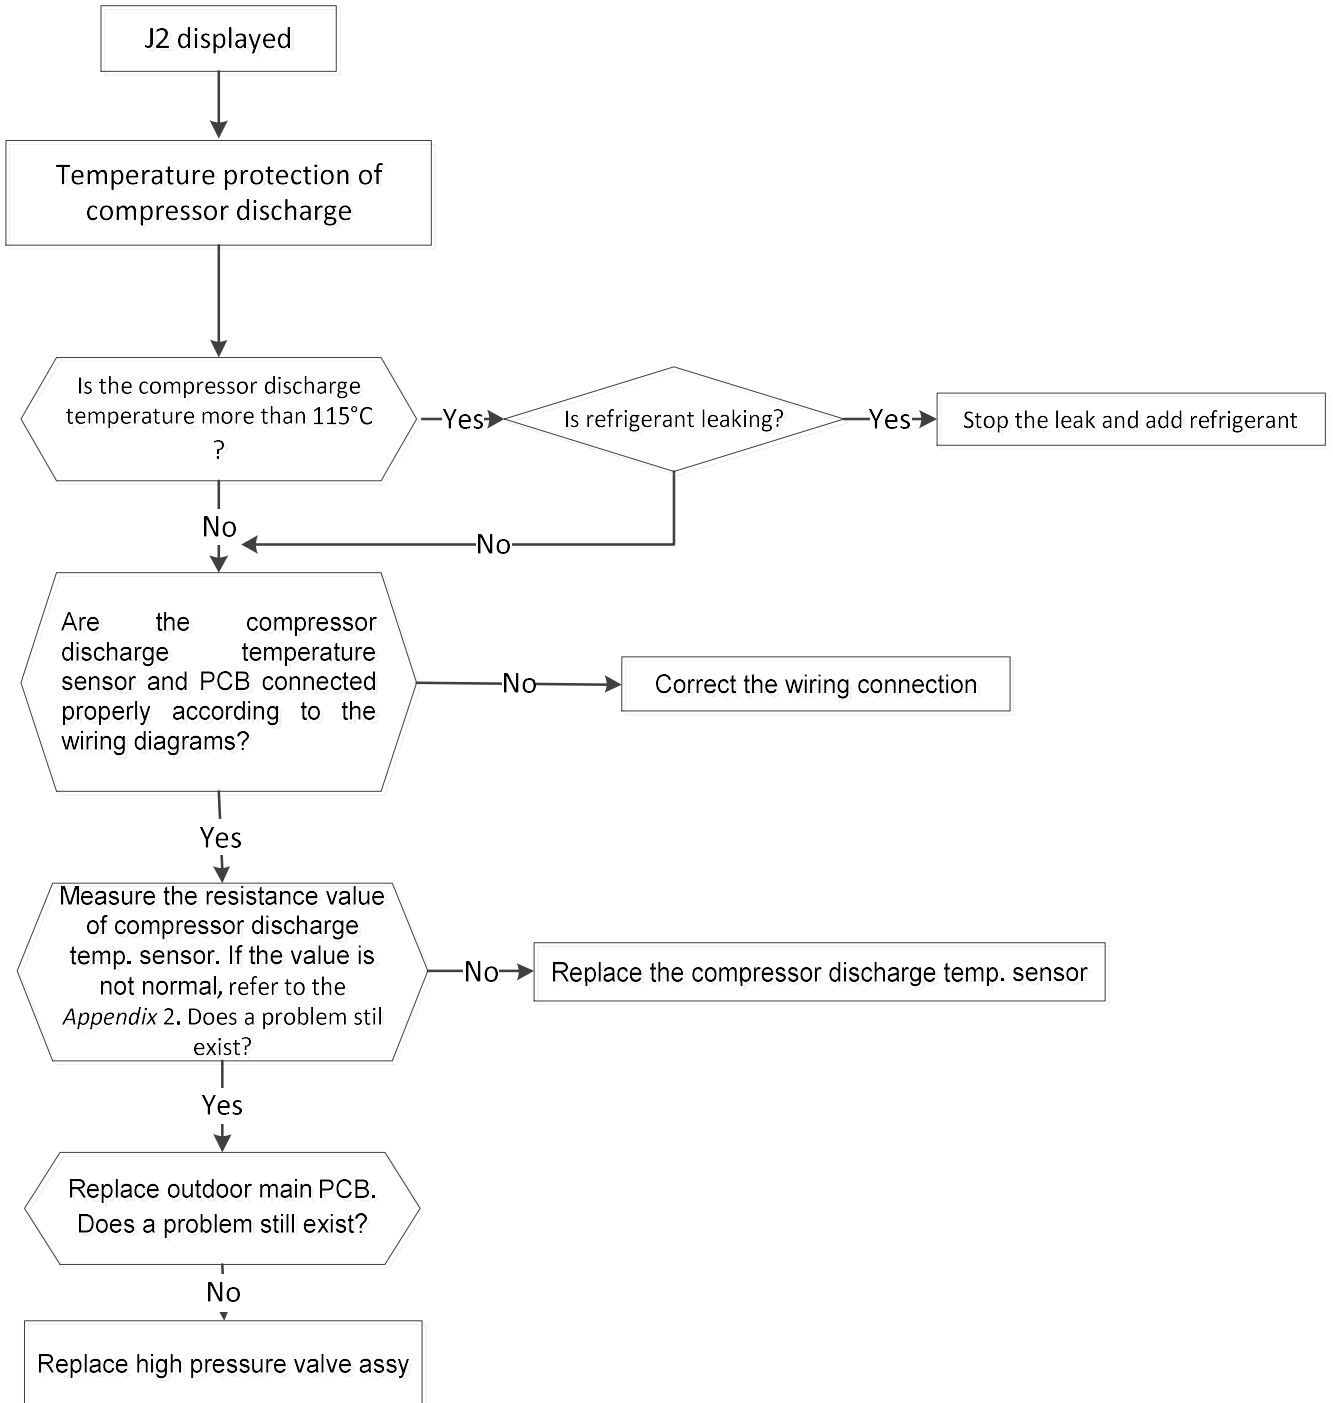 J2 displayed
Temperature protection of
compressor discharge
Is the compressor discharge
temperature more than 115°C
?
Yes
Is refrigerant leaking?
Yes
Stop the leak and add refrigerant
No
No
Are the compressor
discharge temperature
sensor and PCB connected
properly according to the
wiring diagrams?
No
Correct the wiring connection
Yes
Measure the resistance value
of compressor discharge
temp. sensor. If the value is
not normal, refer to the
Appendix 2. Does a problem stil
exist?
No
Replace the compressor discharge temp. sensor
Yes
Replace outdoor main PCB.
Does a problem still exist?
No
Replace high pressure valve assy